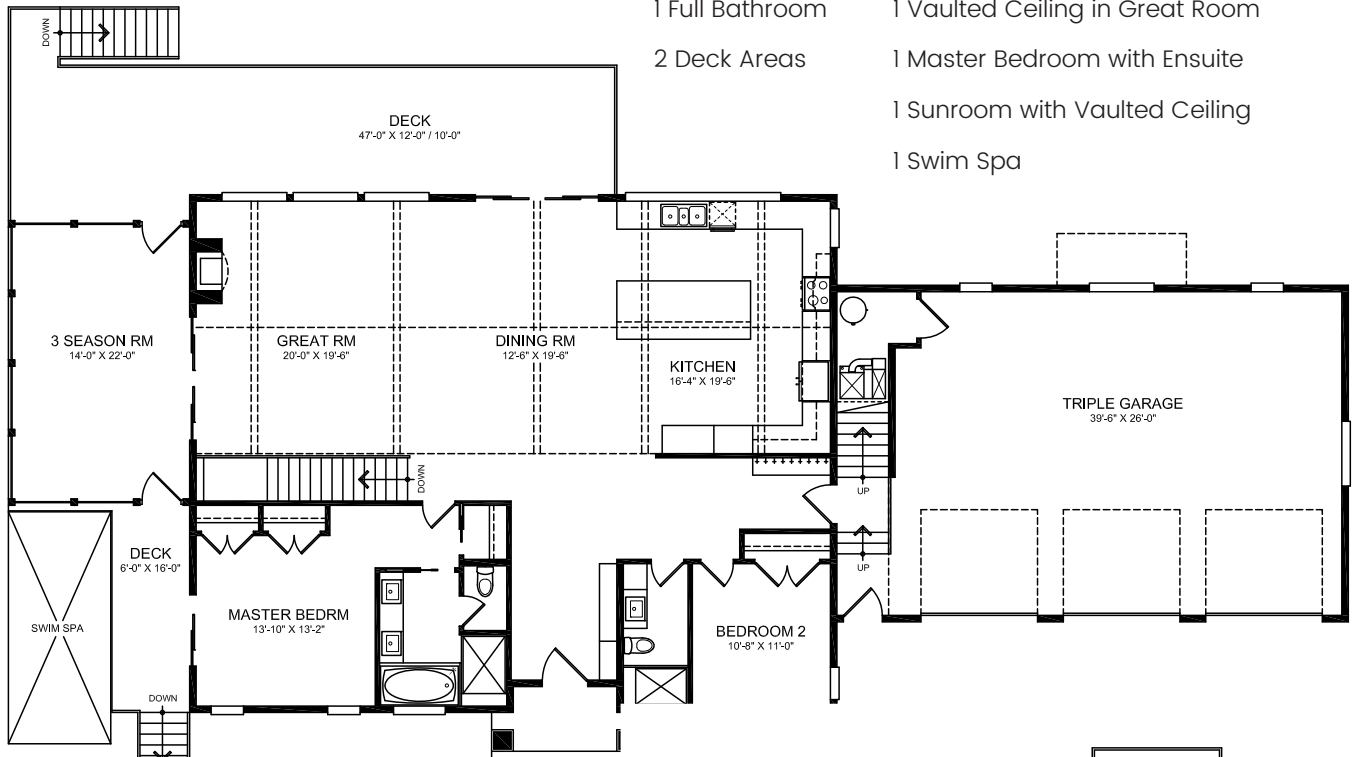 1 Full Bathroom
2 Deck Areas
1 Vaulted Ceiling in Great Room
1 Master Bedroom with Ensuite
1 Sunroom with Vaulted Ceiling
1 Swim Spa
DOWN
DECK
47'-0" X 12'-0" / 10'-0"
3 SEASON RM
14'-0" X 22'-0"
GREAT RM
20'-0" X 19'-6"
DINING RM
12'-6" X 19'-6"
KITCHEN
16'-4" X 19'-6"
TRIPLE GARAGE
39'-6" X 26'-0"
DOWN
UP
UP
DECK
6'-0" X 16'-0"
SWIM SPA
MASTER BEDRM
13'-10" X 13'-2"
BEDROOM 2
10'-8" X 11'-0"
DOWN